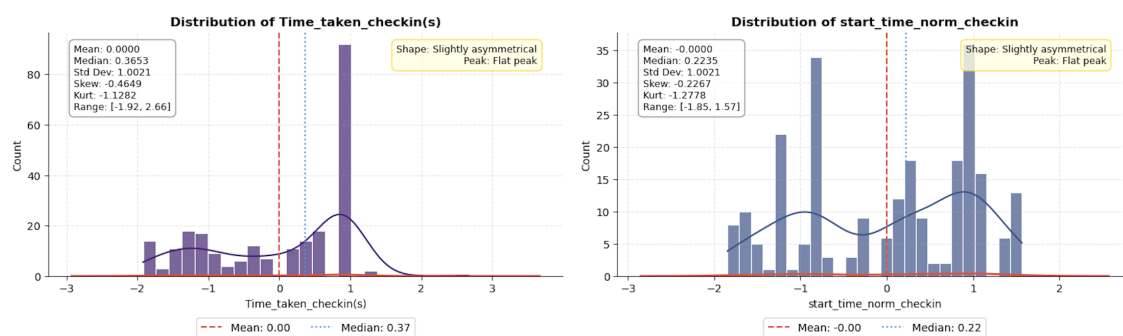 Distribution of Time_taken_checkin(s)
Mean: 0.0000
Median: 0.3653
Std Dev: 1.0021
Skew: -0.4649
Kurt: -1.1282
Range: [-1.92, 2.66]
Shape: Slightly asymmetrical
Peak: Flat peak
80
60
40
20
0
Count
−3 −2 −1 0 1 2 3
Time_taken_checkin(s)
Mean: 0.00 Median: 0.37
Distribution of start_time_norm_checkin
Mean: -0.0000
Median: 0.2235
Std Dev: 1.0021
Skew: -0.2267
Kurt: -1.2778
Range: [-1.85, 1.57]
Shape: Slightly asymmetrical
Peak: Flat peak
35
30
25
20
15
10
5
0
Count
−3 −2 −1 0 1 2
start_time_norm_checkin
Mean: -0.00 Median: 0.22